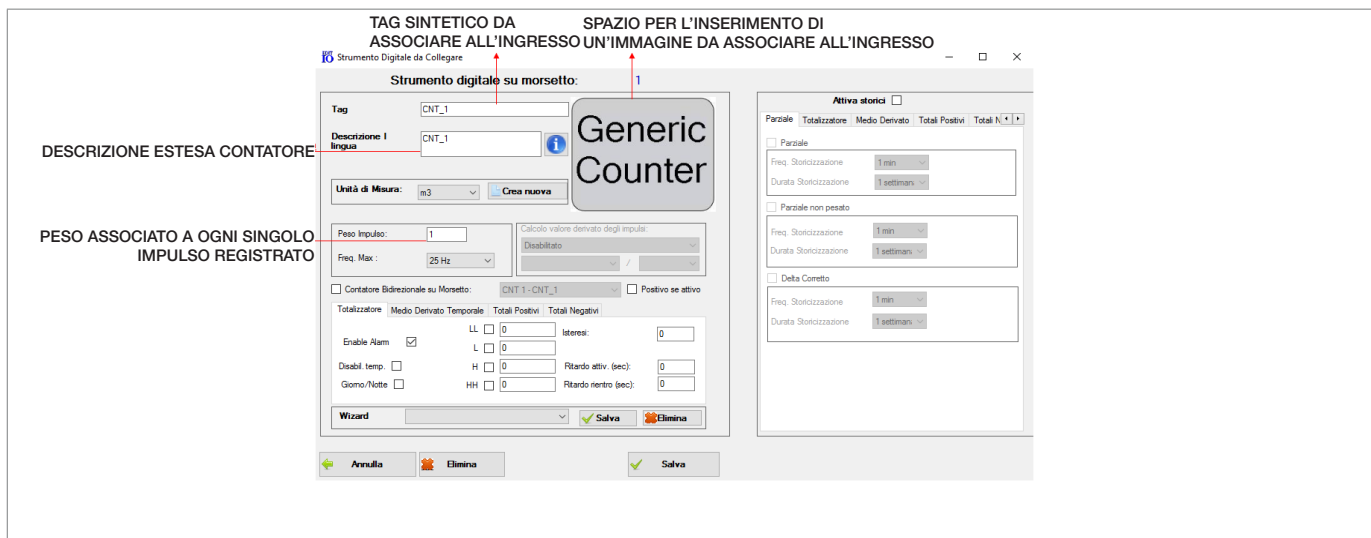 TAG SINTETICO DA
ASSOCIARE ALL'INGRESSO
SPAZIO PER L'INSERIMENTO DI
UN'IMMAGINE DA ASSOCIARE ALL'INGRESSO
Strumento Digitale da Collegare
Strumento digitale su morsetto: 1
Tag CNT_1
Descrizione I
lingua
CNT_1
Generic
Counter
DESCRIZIONE ESTESA CONTATORE
Unità di Misura: m3 Crea nuova
PESO ASSOCIATO A OGNI SINGOLO
IMPULSO REGISTRATO
Peso Impulso: 1
Freq. Max : 25 Hz
Calcolo valore derivato degli impulsi:
Disabilitato
/
Contatore Bidirezionale su Morsetto: CNT 1 - CNT_1 Positivo se attivo
Totalizzatore Medio Derivato Temporale Totali Positivi Totali Negativi
Enable Alarm
Disabil. temp.
Giorno/Notte
LL 0
L 0
H 0
HH 0
Isteresi: 0
Ritardo attiv. (sec): 0
Ritardo rientro (sec): 0
Wizard Salva Elimina
Annulla Elimina Salva
Attiva storici
Parziale Totalizzatore Medio Derivato Totali Positivi Totali N
Parziale
Freq. Storicizzazione 1 min
Durata Storicizzazione 1 settimana
Parziale non pesato
Freq. Storicizzazione 1 min
Durata Storicizzazione 1 settimana
Delta Corretto
Freq. Storicizzazione 1 min
Durata Storicizzazione 1 settimana